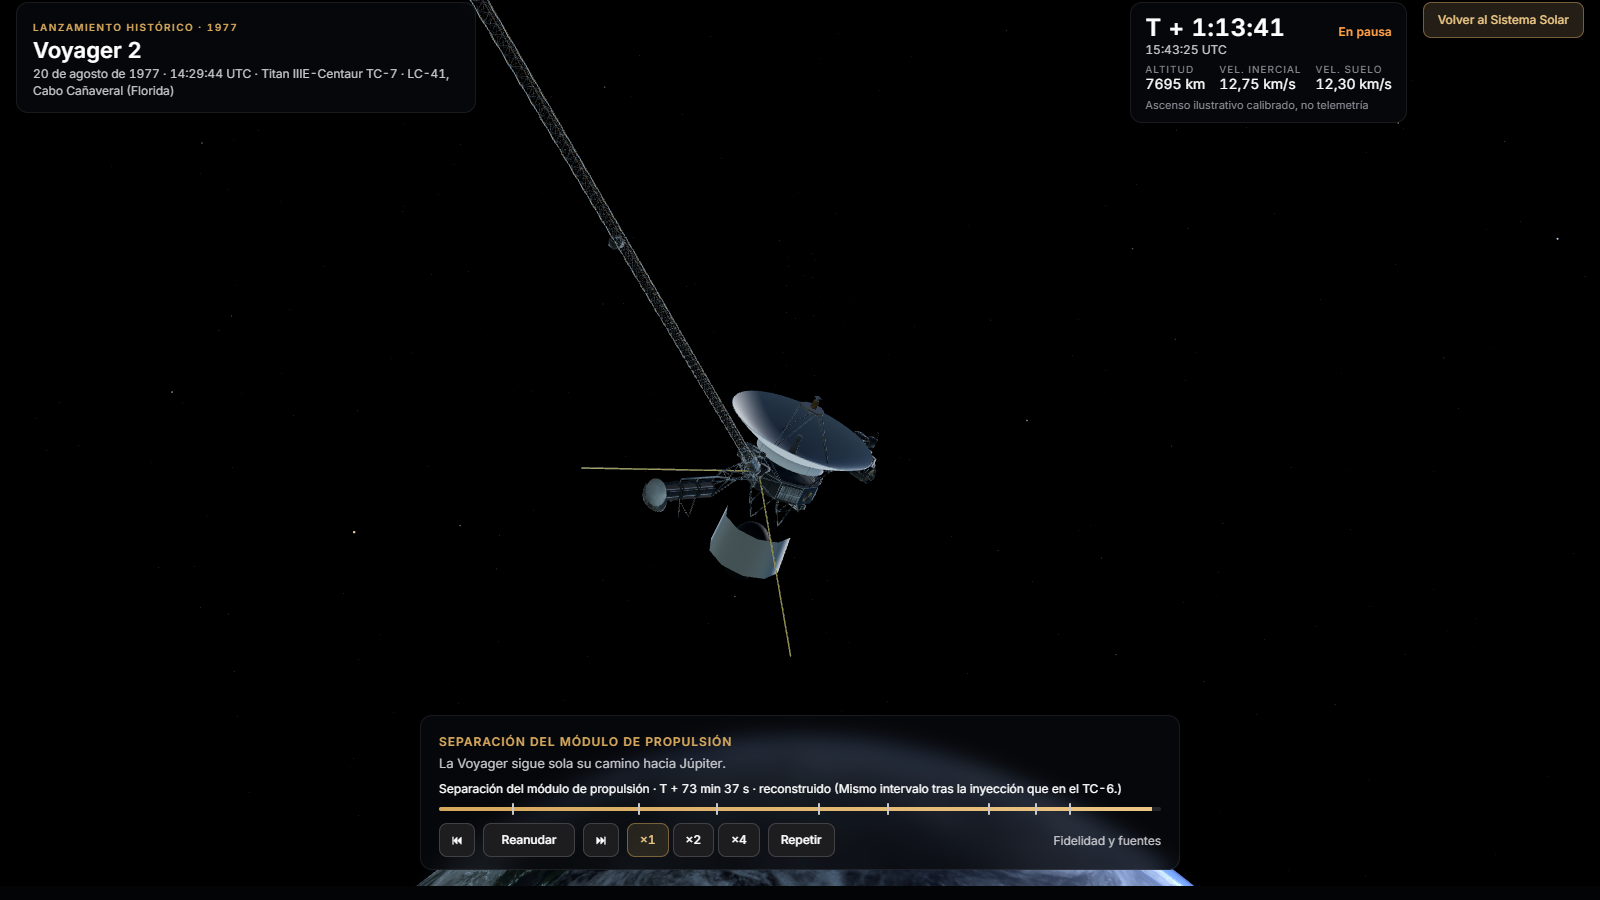 LANZAMIENTO HISTÓRICO · 1977
Voyager 2
20 de agosto de 1977 · 14:29:44 UTC · Titan IIIE-Centaur TC-7 · LC-41,
Cabo Cañaveral (Florida)
T + 1:13:41
En pausa
15:43:25 UTC
ALTITUD VEL. INERCIAL VEL. SUELO
7695 km 12,75 km/s 12,30 km/s
Ascenso ilustrativo calibrado, no telemetría
Volver al Sistema Solar
SEPARACIÓN DEL MÓDULO DE PROPULSIÓN
La Voyager sigue sola su camino hacia Júpiter.
Separación del módulo de propulsión · T + 73 min 37 s · reconstruido (Mismo intervalo tras la inyección que en el TC-6.)
⏮ Reanudar ⏭ ×1 ×2 ×4 Repetir Fidelidad y fuentes